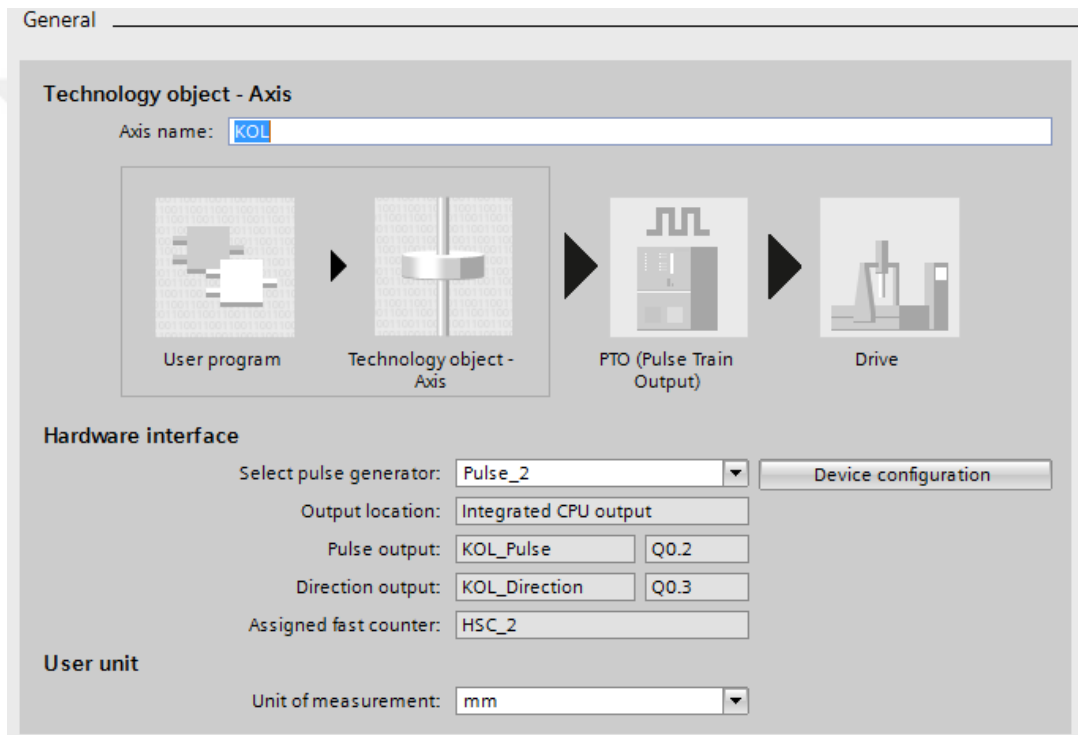 General
Technology object - Axis
Axis name: KOL
User program
Technology object -
Axis
PTO (Pulse Train
Output)
Drive
Hardware interface
Select pulse generator: Pulse_2 Device configuration
Output location: Integrated CPU output
Pulse output: KOL_Pulse Q0.2
Direction output: KOL_Direction Q0.3
Assigned fast counter: HSC_2
User unit
Unit of measurement: mm